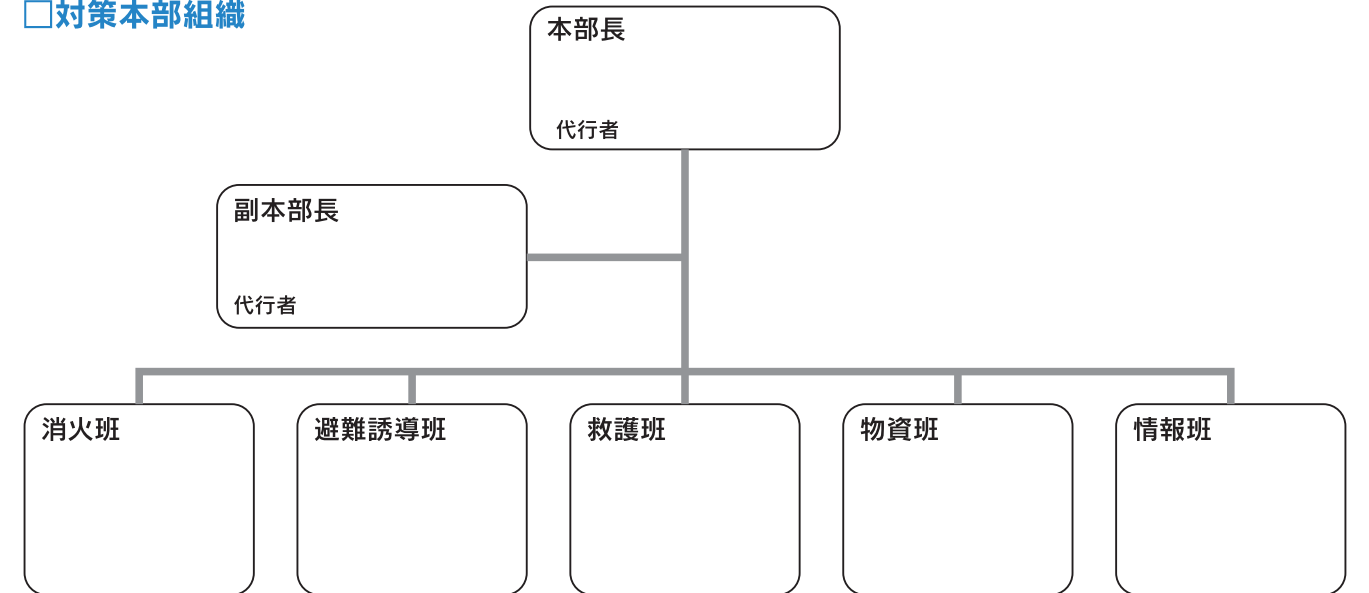 □対策本部組織
本部長
代行者
副本部長
代行者
消火班
避難誘導班
救護班
物資班
情報班